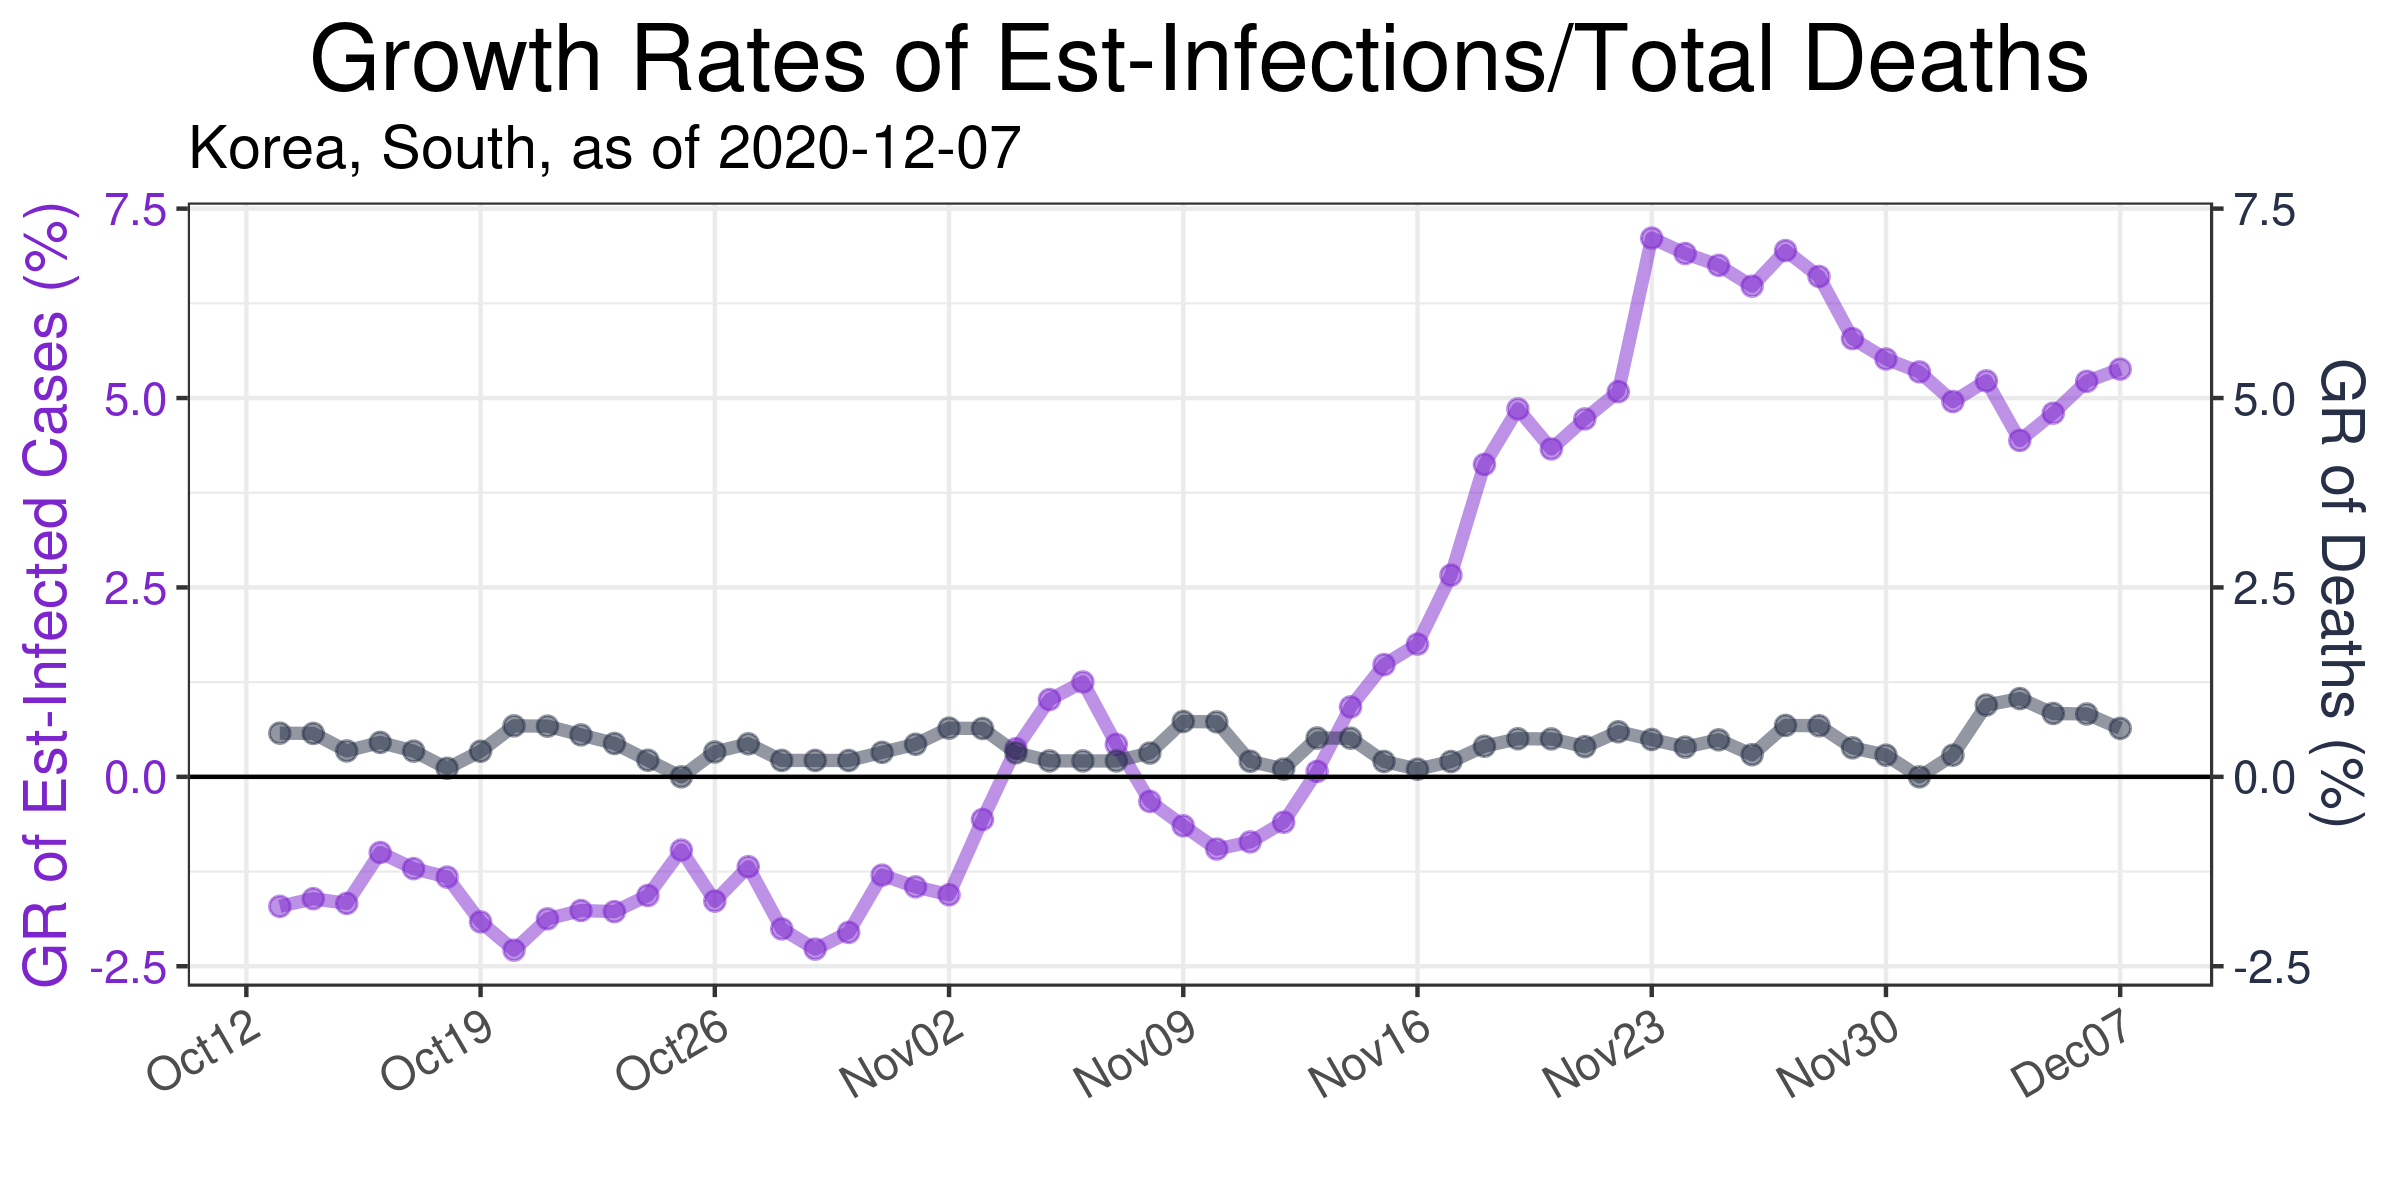 Growth Rates of Est-Infections/Total Deaths
Korea, South, as of 2020-12-07
GR of Est-Infected Cases (%)
7.5
5.0
2.5
0.0
-2.5
7.5
5.0
2.5
0.0
-2.5
GR of Deaths (%)
Oct12
Oct19
Oct26
Nov02
Nov09
Nov16
Nov23
Nov30
Dec07